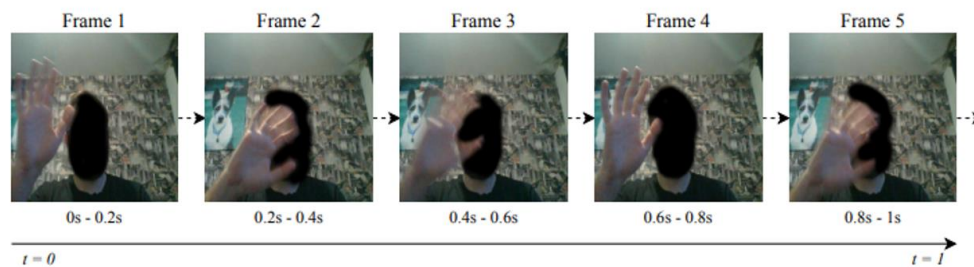 Frame 1 Frame 2 Frame 3 Frame 4 Frame 5
0s - 0.2s 0.2s - 0.4s 0.4s - 0.6s 0.6s - 0.8s 0.8s - 1s
t = 0 t = 1